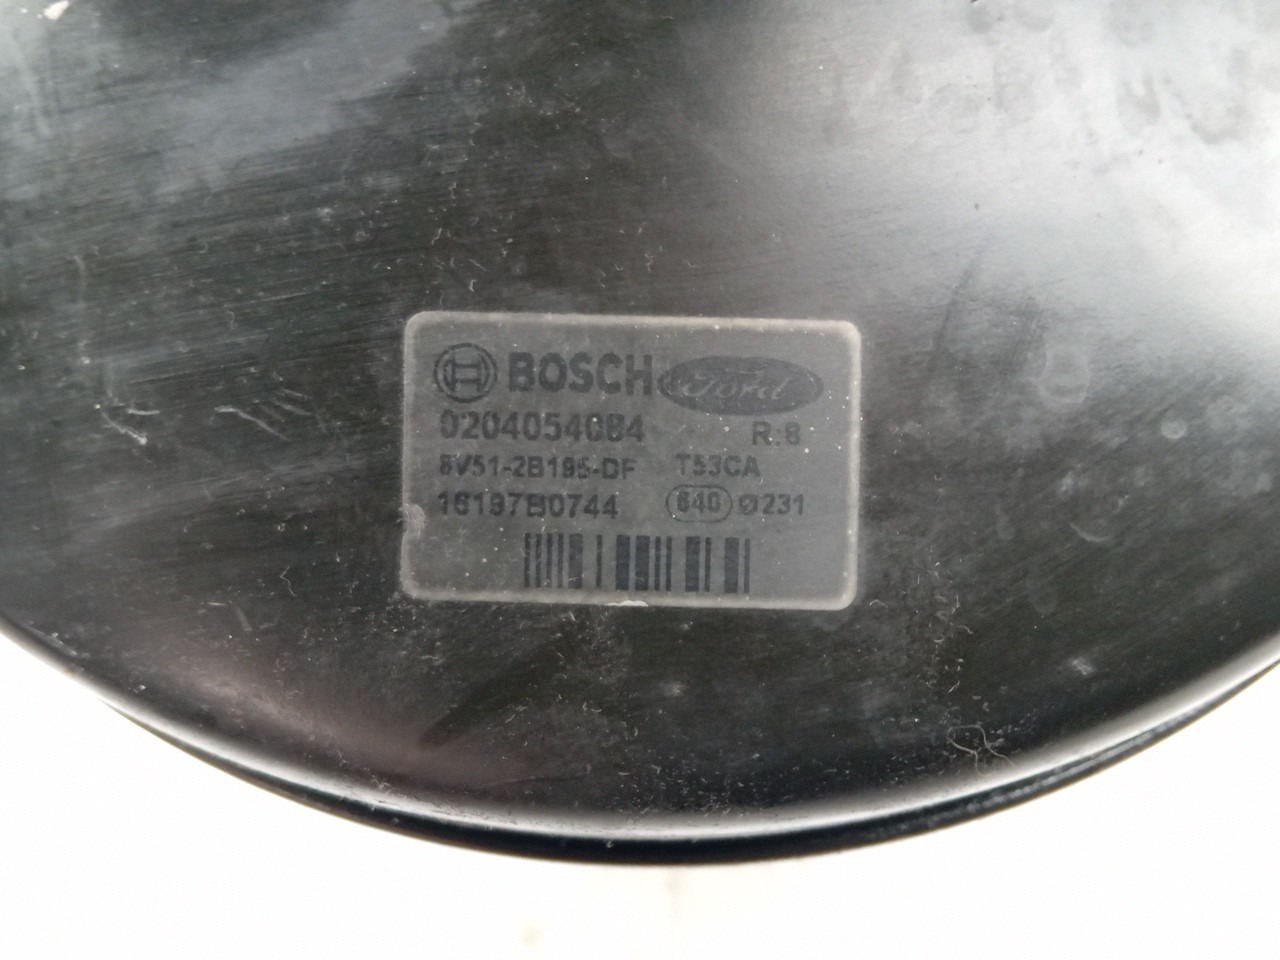 BOSCH Ford
0204054084 R:8
8V51-2B195-DF T53CA
16197B0744 640 Ø231